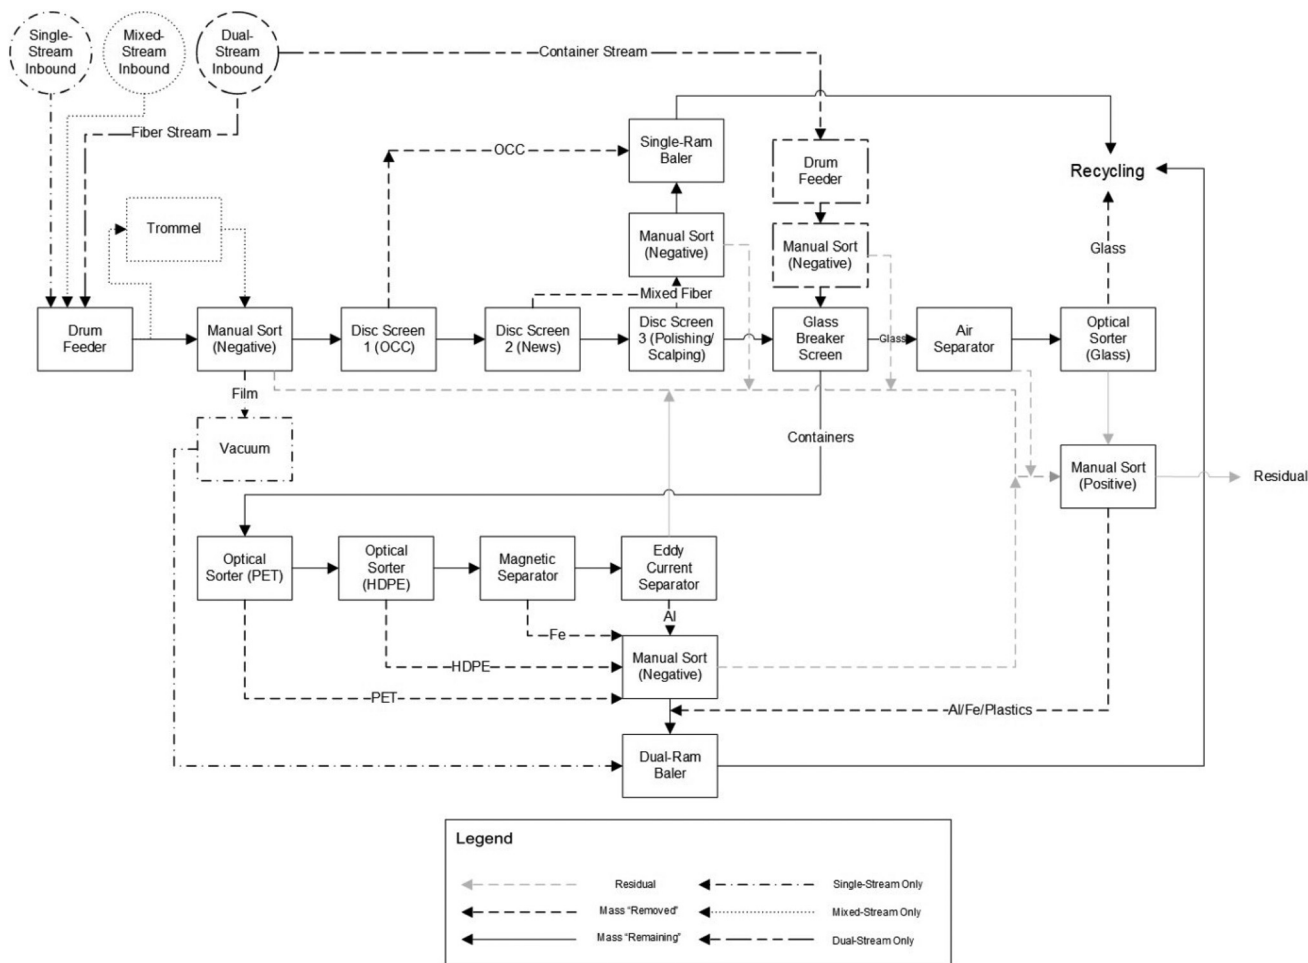 Single-
Stream
Inbound
Mixed-
Stream
Inbound
Dual-
Stream
Inbound
Container Stream
Fiber Stream
OCC
Single-Ram
Baler
Drum
Feeder
Recycling
Trommel
Manual Sort
(Negative)
Manual Sort
(Negative)
Glass
Mixed Fiber
Drum
Feeder
Manual Sort
(Negative)
Disc Screen
1 (OCC)
Disc Screen
2 (News)
Disc Screen
3 (Polishing/
Scalping)
Glass
Breaker
Screen
Glass
Air
Separator
Optical
Sorter
(Glass)
Film
Vacuum
Containers
Manual Sort
(Positive)
Residual
Optical
Sorter (PET)
Optical
Sorter
(HDPE)
Magnetic
Separator
Eddy
Current
Separator
Al
Fe
HDPE
PET
Manual Sort
(Negative)
Al/Fe/Plastics
Dual-Ram
Baler
Legend
Residual
Single-Stream Only
Mass “Removed”
Mixed-Stream Only
Mass “Remaining”
Dual-Stream Only